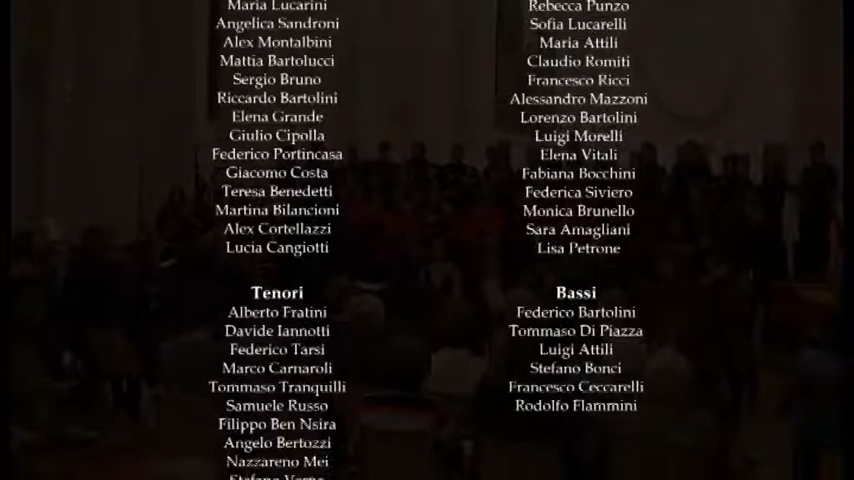 Maria Lucarini
Angelica Sandroni
Alex Montalbini
Mattia Bartolucci
Sergio Bruno
Riccardo Bartolini
Elena Grande
Giulio Cipolla
Federico Portincasa
Giacomo Costa
Teresa Benedetti
Martina Bilancioni
Alex Cortellazzi
Lucia Cangiotti
Tenori
Alberto Fratini
Davide Iannotti
Federico Tarsi
Marco Carnaroli
Tommaso Tranquilli
Samuele Russo
Filippo Ben Nsira
Angelo Bertozzi
Nazzareno Mei
Rebecca Punzo
Sofia Lucarelli
Maria Attili
Claudio Romiti
Francesco Ricci
Alessandro Mazzoni
Lorenzo Bartolini
Luigi Morelli
Elena Vitali
Fabiana Bocchini
Federica Siviero
Monica Brunello
Sara Amagliani
Lisa Petrone
Bassi
Federico Bartolini
Tommaso Di Piazza
Luigi Attili
Stefano Bonci
Francesco Ceccarelli
Rodolfo Flammini